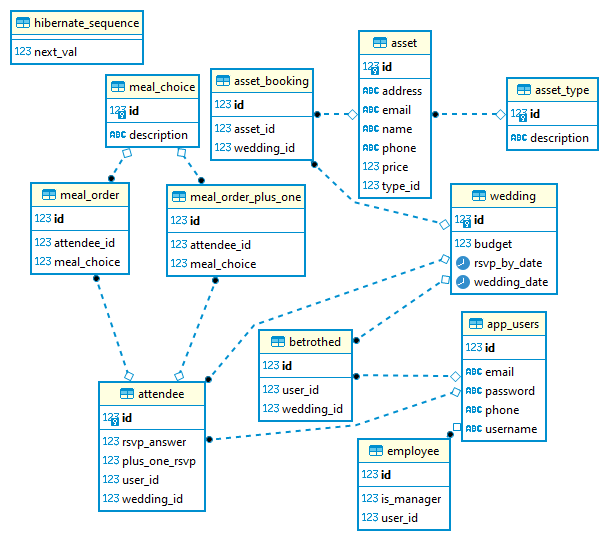 hibernate_sequence
123 next_val
meal_choice
123 id
ABC description
asset_booking
123 id
123 asset_id
123 wedding_id
asset
123 id
ABC address
ABC email
ABC name
ABC phone
123 price
123 type_id
asset_type
123 id
ABC description
meal_order
123 id
123 attendee_id
123 meal_choice
meal_order_plus_one
123 id
123 attendee_id
123 meal_choice
wedding
123 id
123 budget
rsvp_by_date
wedding_date
betrothed
123 id
123 user_id
123 wedding_id
app_users
123 id
ABC email
ABC password
ABC phone
ABC username
attendee
123 id
123 rsvp_answer
123 plus_one_rsvp
123 user_id
123 wedding_id
employee
123 id
123 is_manager
123 user_id